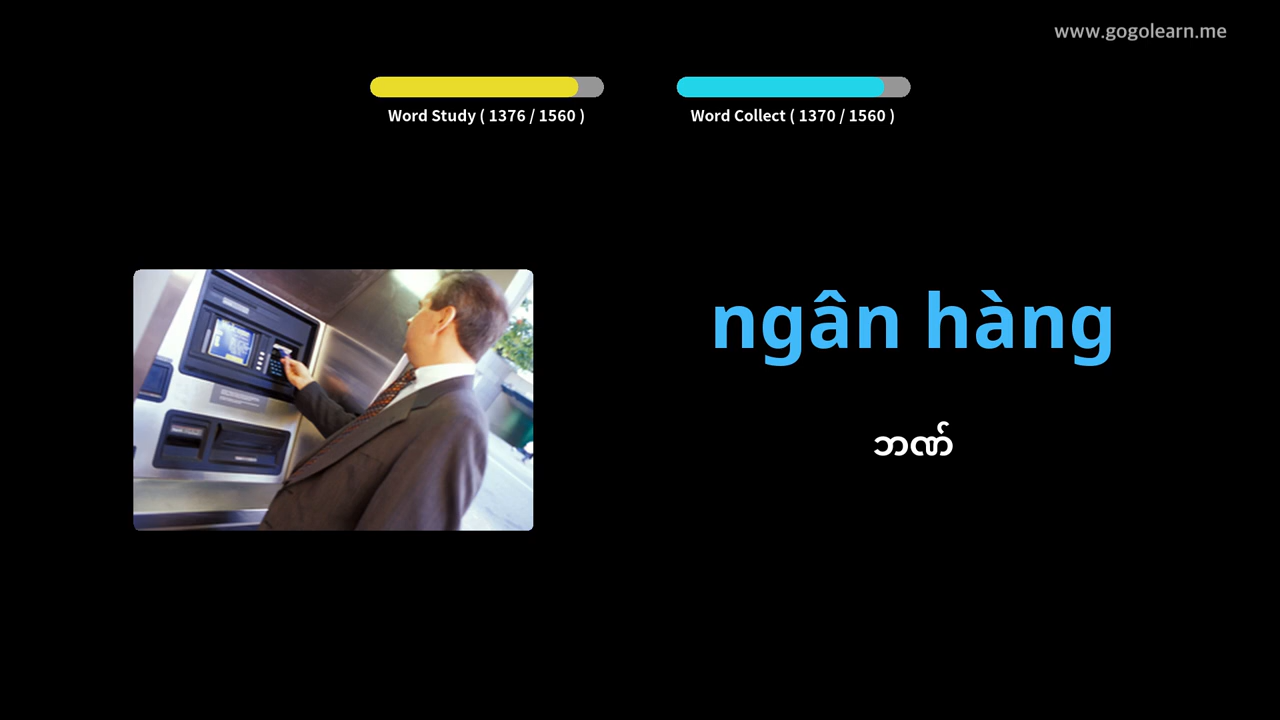 www.gogolearn.me
Word Study ( 1376 / 1560 )
Word Collect ( 1370 / 1560 )
ngân hàng
ဘဏ်